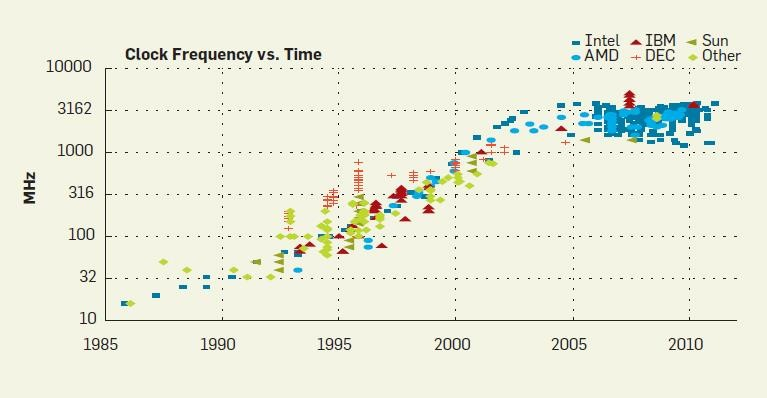 Clock Frequency vs. Time
Intel IBM Sun
AMD DEC Other
10000
3162
1000
316
100
32
10
MHz
1985 1990 1995 2000 2005 2010